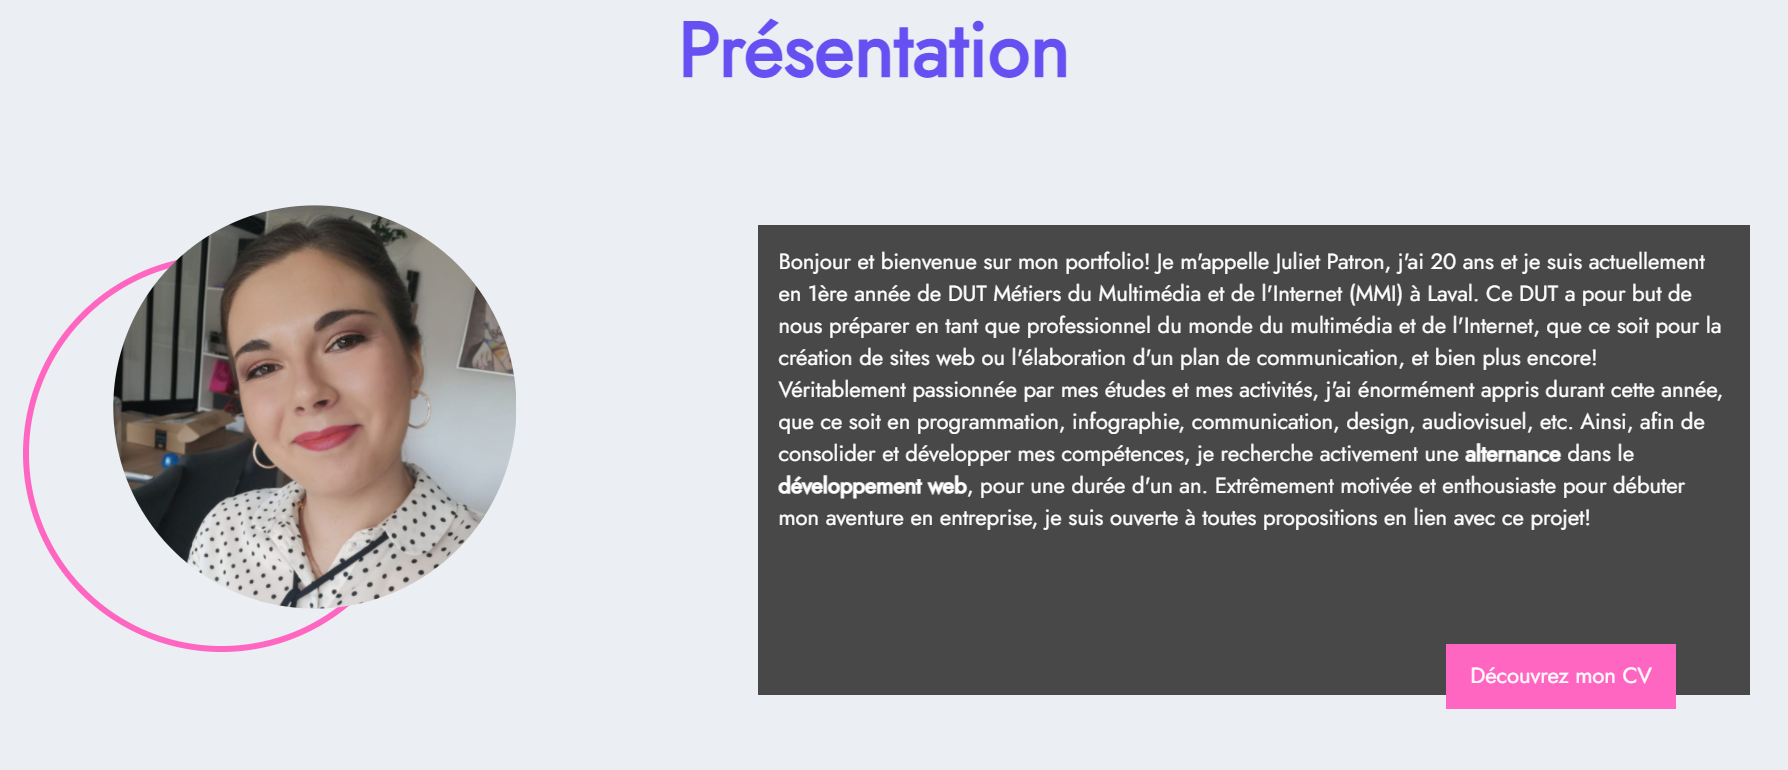 Présentation
Bonjour et bienvenue sur mon portfolio! Je m'appelle Juliet Patron, j'ai 20 ans et je suis actuellement
en 1ère année de DUT Métiers du Multimédia et de l'Internet (MMI) à Laval. Ce DUT a pour but de
nous préparer en tant que professionnel du monde du multimédia et de l'Internet, que ce soit pour la
création de sites web ou l'élaboration d'un plan de communication, et bien plus encore!
Véritablement passionnée par mes études et mes activités, j'ai énormément appris durant cette année,
que ce soit en programmation, infographie, communication, design, audiovisuel, etc. Ainsi, afin de
consolider et développer mes compétences, je recherche activement une alternance dans le
développement web, pour une durée d'un an. Extrêmement motivée et enthousiaste pour débuter
mon aventure en entreprise, je suis ouverte à toutes propositions en lien avec ce projet!
Découvrez mon CV